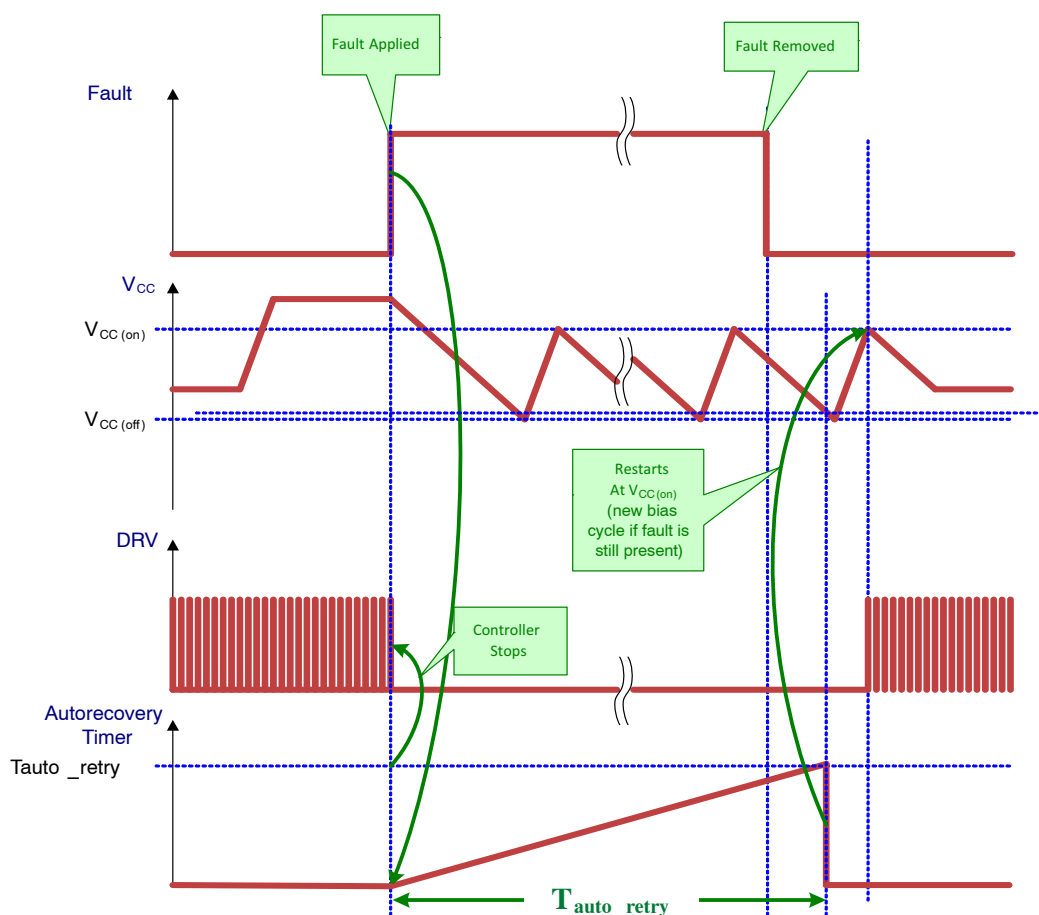 Fault Applied
Fault Removed
Fault
VCC
VCC (on)
VCC (off)
Restarts
At VCC(on)
(new bias
cycle if fault is
still present)
DRV
Controller
Stops
Autorecovery
Timer
Tauto _retry
Tauto_retry